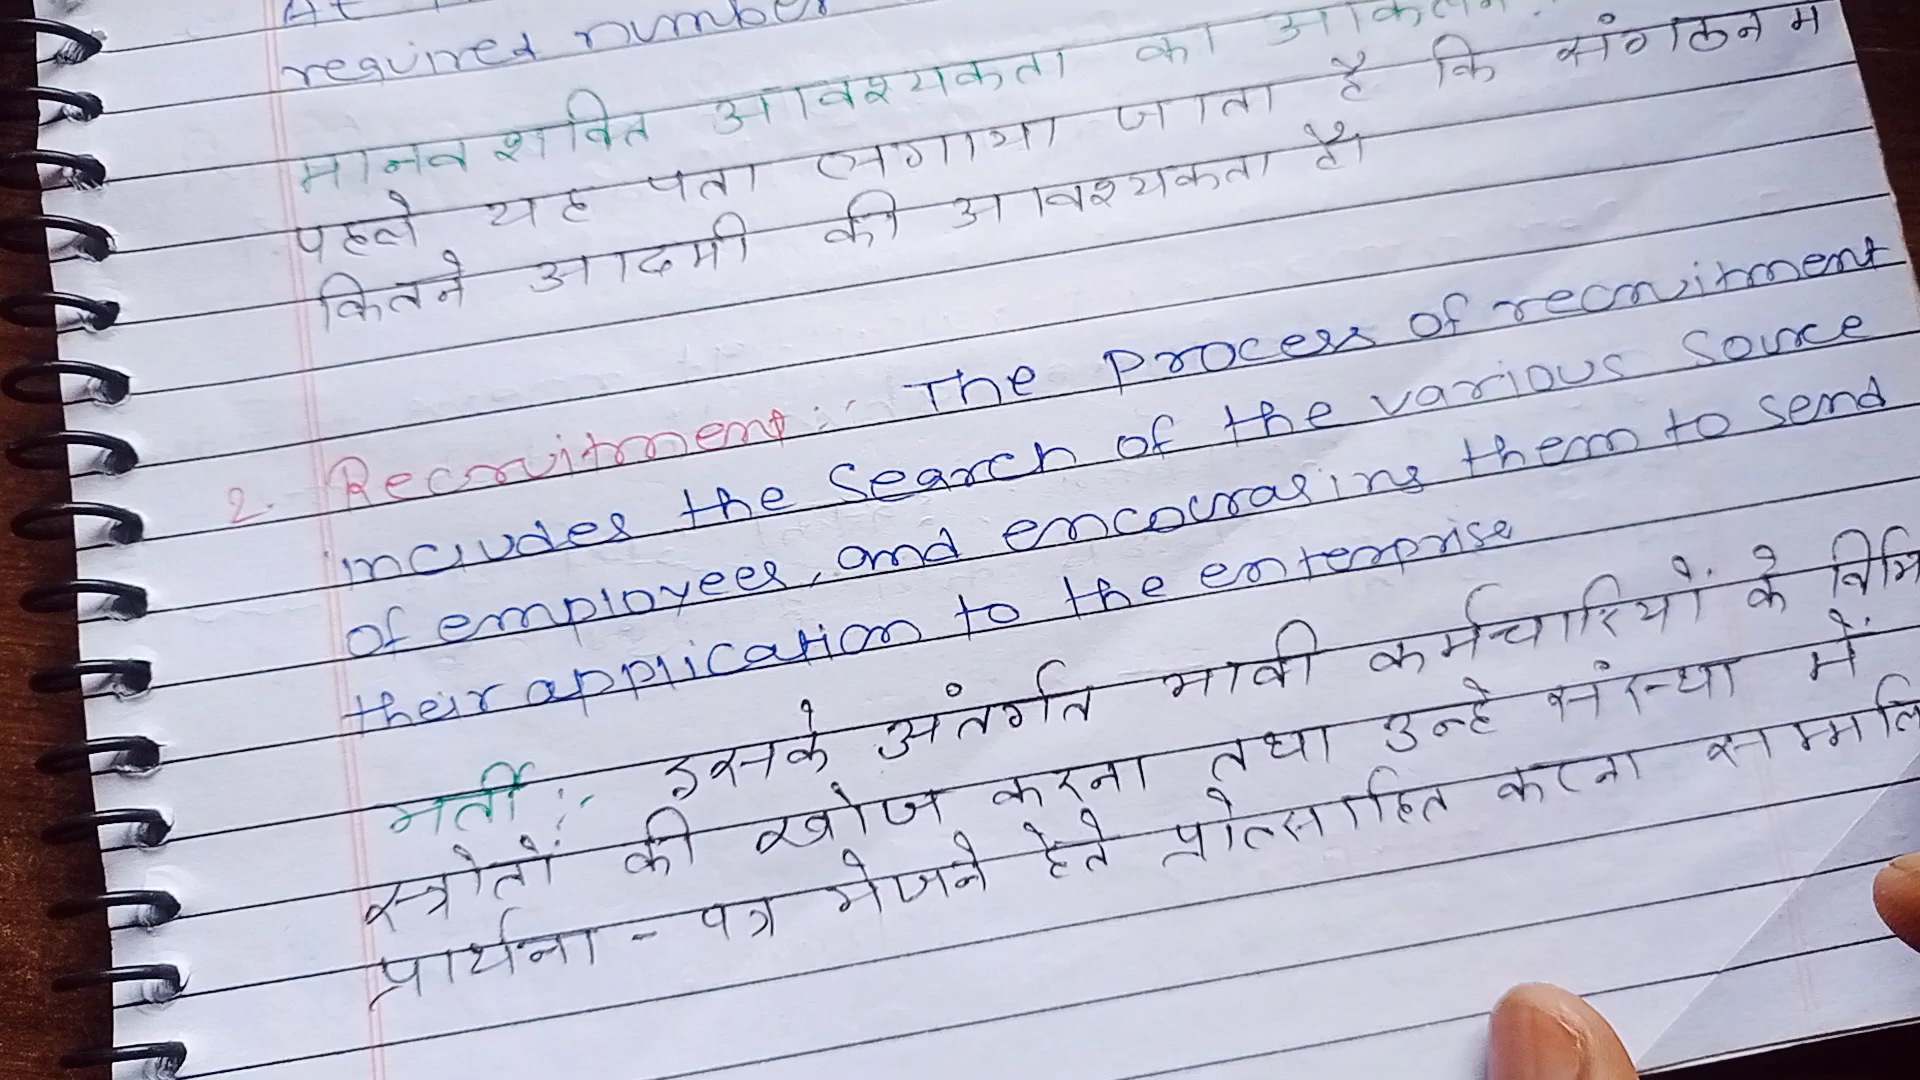 required number
मानव शक्ति आवश्यकता का आकलन :
पहले यह पता लगाया जाता है कि संगठन म
कितने आदमी की आवश्यकता है।
2. Recruitment :- The Process of recruitment
includes the search of the various source
of employees, and encouraging them to send
their application to the enterprise
भर्ती :- इसके अंतर्गत भावी कर्मचारियों के विभि
स्त्रोतों की खोज करना तथा उन्हे संस्था में
प्रार्थना - पत्र भेजने हेतु प्रोत्साहित करना सम्मलि